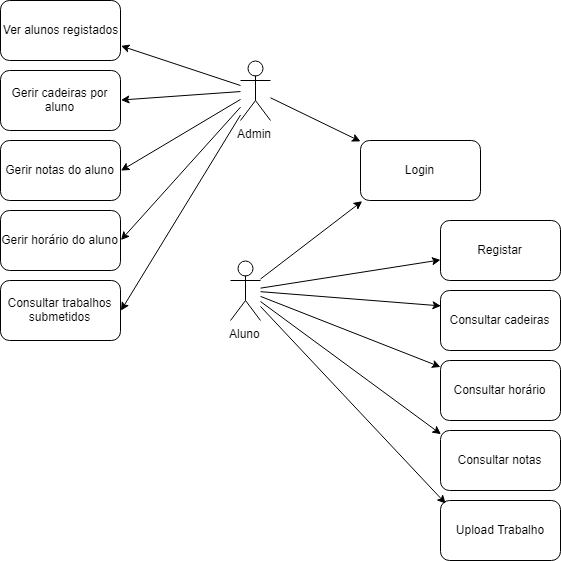 Ver alunos registados
Gerir cadeiras por
aluno
Gerir notas do aluno
Gerir horário do aluno
Consultar trabalhos
submetidos
Admin
Login
Aluno
Registar
Consultar cadeiras
Consultar horário
Consultar notas
Upload Trabalho